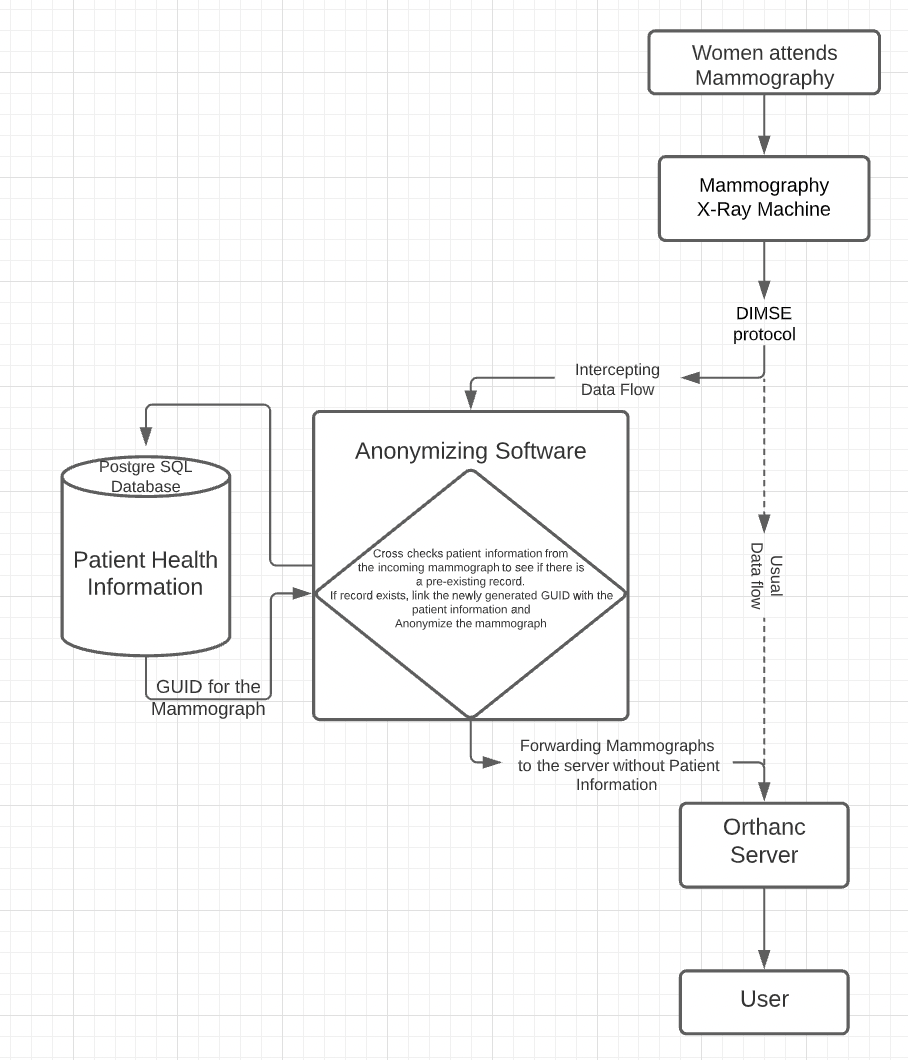 Women attends
Mammography
Mammography
X-Ray Machine
DIMSE
protocol
Intercepting
Data Flow
Anonymizing Software
Cross checks patient information from
the incoming mammograph to see if there is
a pre-existing record.
If record exists, link the newly generated GUID with the
patient information and
Anonymize the mammograph
Postgre SQL
Database
Patient Health
Information
GUID for the
Mammograph
Usual
Data flow
Forwarding Mammographs
to the server without Patient
Information
Orthanc
Server
User